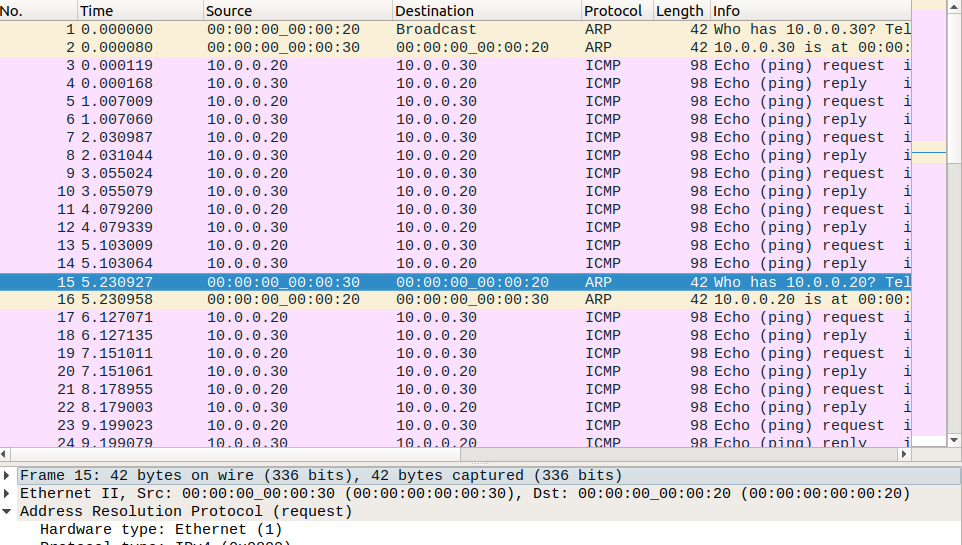 No. Time Source Destination Protocol Length Info
1 0.000000 00:00:00_00:00:20 Broadcast ARP 42 Who has 10.0.0.30? Tel
2 0.000080 00:00:00_00:00:30 00:00:00_00:00:20 ARP 42 10.0.0.30 is at 00:00:
3 0.000119 10.0.0.20 10.0.0.30 ICMP 98 Echo (ping) request i
4 0.000168 10.0.0.30 10.0.0.20 ICMP 98 Echo (ping) reply i
5 1.007009 10.0.0.20 10.0.0.30 ICMP 98 Echo (ping) request i
6 1.007060 10.0.0.30 10.0.0.20 ICMP 98 Echo (ping) reply i
7 2.030987 10.0.0.20 10.0.0.30 ICMP 98 Echo (ping) request i
8 2.031044 10.0.0.30 10.0.0.20 ICMP 98 Echo (ping) reply i
9 3.055024 10.0.0.20 10.0.0.30 ICMP 98 Echo (ping) request i
10 3.055079 10.0.0.30 10.0.0.20 ICMP 98 Echo (ping) reply i
11 4.079200 10.0.0.20 10.0.0.30 ICMP 98 Echo (ping) request i
12 4.079339 10.0.0.30 10.0.0.20 ICMP 98 Echo (ping) reply i
13 5.103009 10.0.0.20 10.0.0.30 ICMP 98 Echo (ping) request i
14 5.103064 10.0.0.30 10.0.0.20 ICMP 98 Echo (ping) reply i
15 5.230927 00:00:00_00:00:30 00:00:00_00:00:20 ARP 42 Who has 10.0.0.20? Tel
16 5.230958 00:00:00_00:00:20 00:00:00_00:00:30 ARP 42 10.0.0.20 is at 00:00:
17 6.127071 10.0.0.20 10.0.0.30 ICMP 98 Echo (ping) request i
18 6.127135 10.0.0.30 10.0.0.20 ICMP 98 Echo (ping) reply i
19 7.151011 10.0.0.20 10.0.0.30 ICMP 98 Echo (ping) request i
20 7.151061 10.0.0.30 10.0.0.20 ICMP 98 Echo (ping) reply i
21 8.178955 10.0.0.20 10.0.0.30 ICMP 98 Echo (ping) request i
22 8.179003 10.0.0.30 10.0.0.20 ICMP 98 Echo (ping) reply i
23 9.199023 10.0.0.20 10.0.0.30 ICMP 98 Echo (ping) request i
24 9.199079 10.0.0.30 10.0.0.20 ICMP 98 Echo (ping) reply i
Frame 15: 42 bytes on wire (336 bits), 42 bytes captured (336 bits)
Ethernet II, Src: 00:00:00_00:00:30 (00:00:00:00:00:30), Dst: 00:00:00_00:00:20 (00:00:00:00:00:20)
Address Resolution Protocol (request)
Hardware type: Ethernet (1)
Protocol type: IPv4 (0x0800)